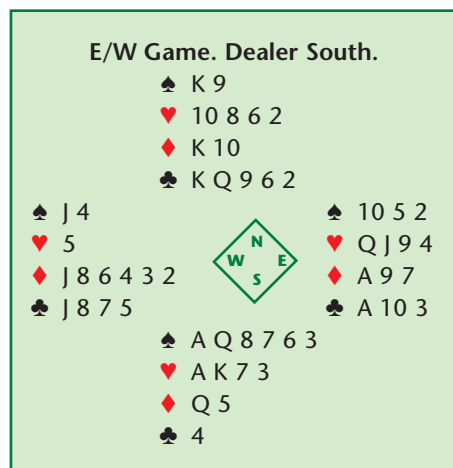 E/W Game. Dealer South.
♠ K 9
♥ 10 8 6 2
♦ K 10
♣ K Q 9 6 2
♠ J 4
♥ 5
♦ J 8 6 4 3 2
♣ J 8 7 5
N
W E
S
♠ 10 5 2
♥ Q J 9 4
♦ A 9 7
♣ A 10 3
♠ A Q 8 7 6 3
♥ A K 7 3
♦ Q 5
♣ 4